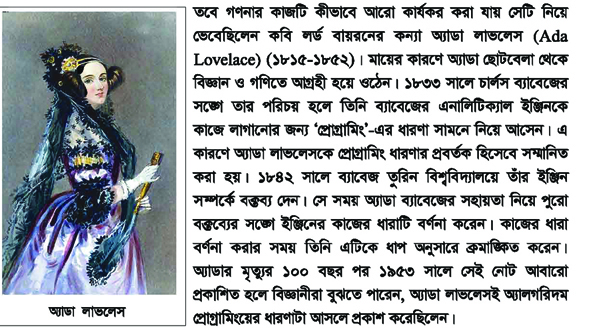 তবে গণনার কাজটি কীভাবে আরো কার্যকর করা যায় সেটি নিয়ে
ভেবেছিলেন কবি লর্ড বায়রনের কন্যা অ্যাডা লাভলেস (Ada
Lovelace) (১৮১৫-১৮৫২)। মায়ের কারণে অ্যাডা ছোটবেলা থেকে
বিজ্ঞান ও গণিতে আগ্রহী হয়ে ওঠেন। ১৮৩৩ সালে চার্লস ব্যাবেজের
সঙ্গে তার পরিচয় হলে তিনি ব্যাবেজের এনালিটিক্যাল ইঞ্জিনকে
কাজে লাগানোর জন্য ‘প্রোগ্রামিং’-এর ধারণা সামনে নিয়ে আসেন। এ
কারণে অ্যাডা লাভলেসকে প্রোগ্রামিং ধারণার প্রবর্তক হিসেবে সম্মানিত
করা হয়। ১৮৪২ সালে ব্যাবেজ তুরিন বিশ্ববিদ্যালয়ে তাঁর ইঞ্জিন
সম্পর্কে বক্তব্য দেন। সে সময় অ্যাডা ব্যাবেজের সহায়তা নিয়ে পুরো
বক্তব্যের সঙ্গে ইঞ্জিনের কাজের ধারাটি বর্ণনা করেন। কাজের ধারা
বর্ণনা করার সময় তিনি এটিকে ধাপ অনুসারে ক্রমাঙ্কিত করেন।
অ্যাডার মৃত্যুর ১০০ বছর পর ১৯৫৩ সালে সেই নোট আবারো
প্রকাশিত হলে বিজ্ঞানীরা বুঝতে পারেন, অ্যাডা লাভলেসই অ্যালগরিদম
প্রোগ্রামিংয়ের ধারণাটা আসলে প্রকাশ করেছিলেন।
অ্যাডা লাভলেস